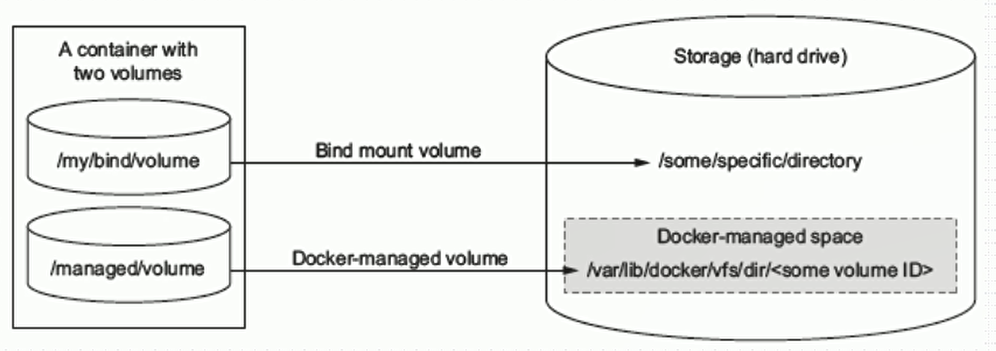 A container with
two volumes
Storage (hard drive)
/my/bind/volume
Bind mount volume
/some/specific/directory
/managed/volume
Docker-managed volume
Docker-managed space
/var/lib/docker/vfs/dir/<some volume ID>